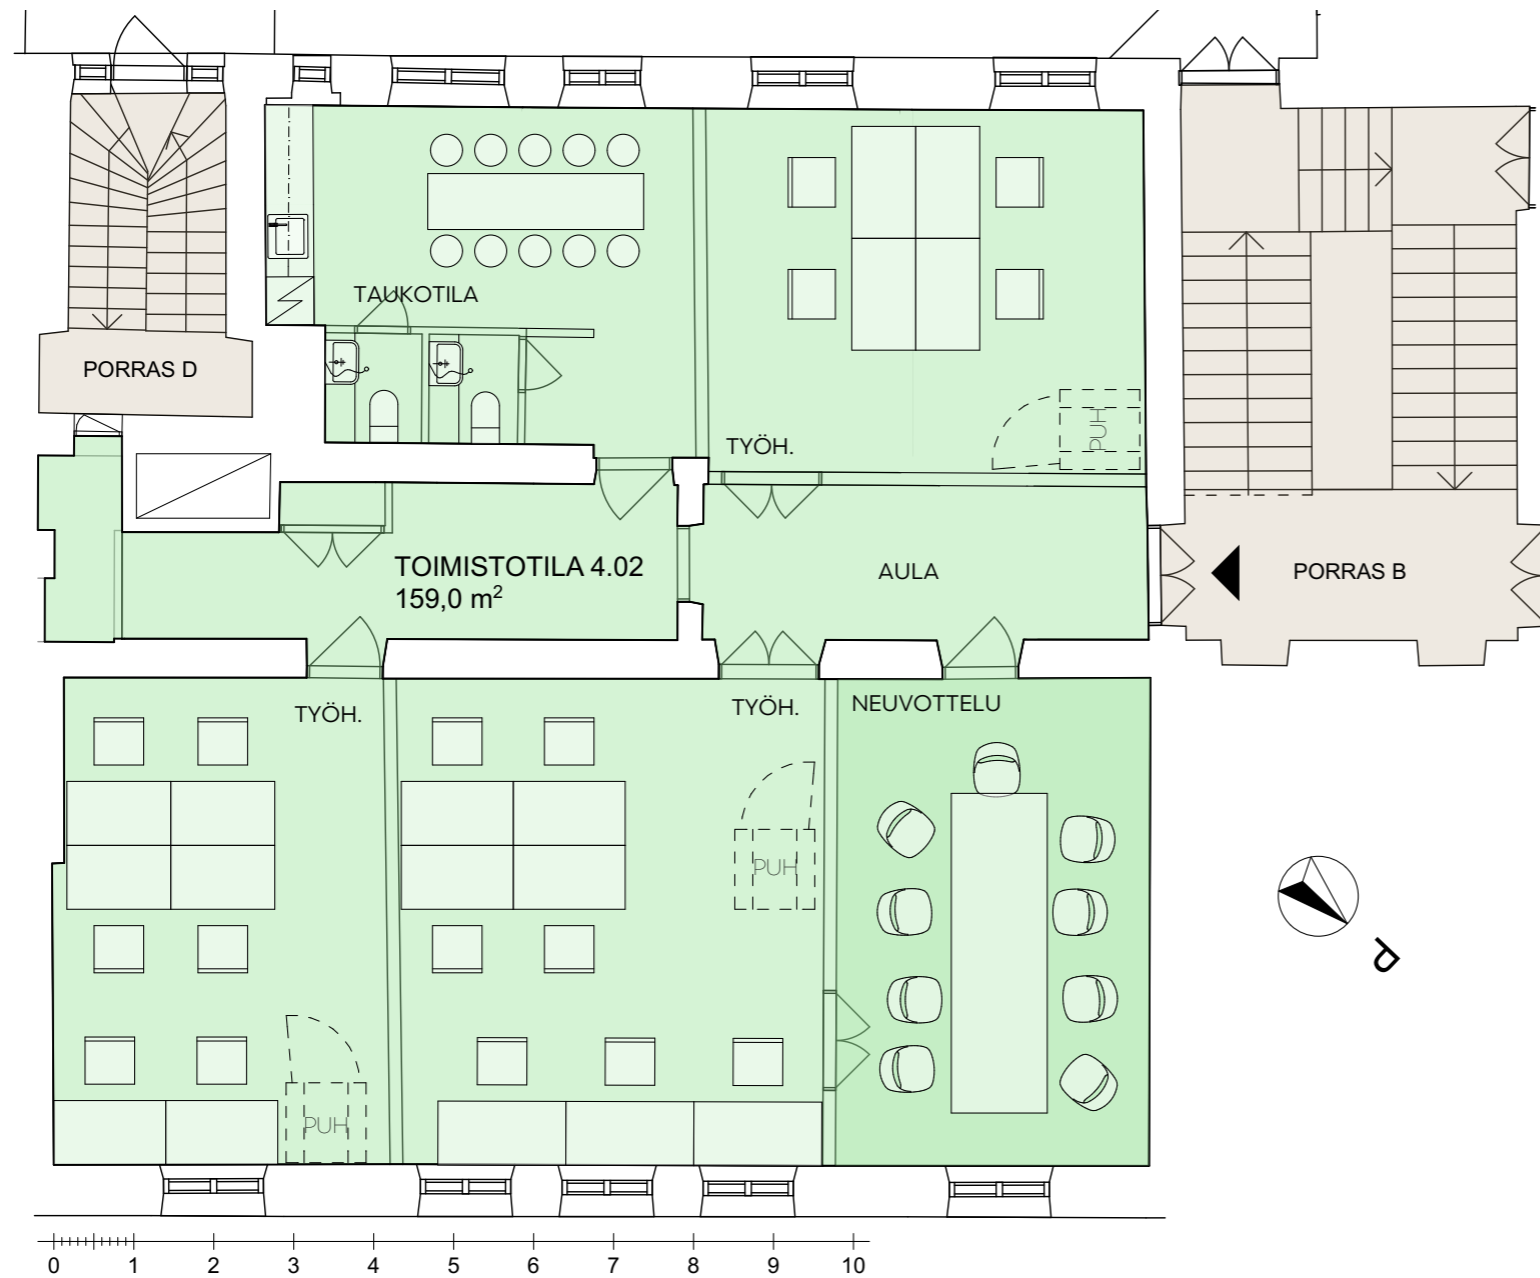 TAUKOTILA
PORRAS D
TYÖH.
PUH
TOIMISTOTILA 4.02
159,0 m²
AULA
PORRAS B
TYÖH.
TYÖH.
NEUVOTTELU
PUH
P
PUH
0 1 2 3 4 5 6 7 8 9 10